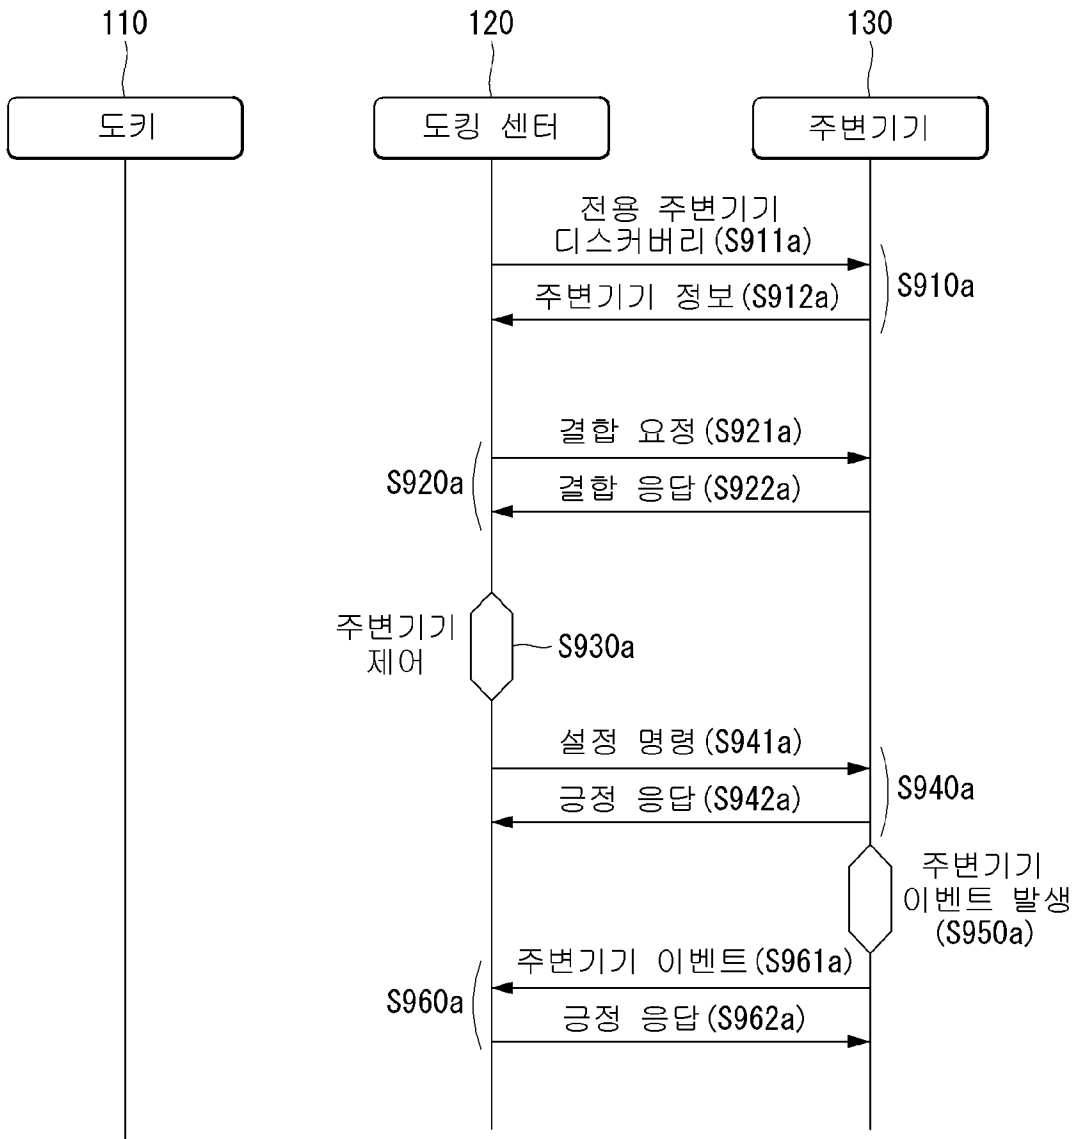 110
120
130
도키
도킹 센터
주변기기
전용 주변기기
디스커버리(S911a)
S910a
주변기기 정보(S912a)
결합 요정(S921a)
S920a
결합 응답(S922a)
주변기기
제어
S930a
설정 명령(S941a)
S940a
긍정 응답(S942a)
주변기기
이벤트 발생
(S950a)
주변기기 이벤트(S961a)
S960a
긍정 응답(S962a)